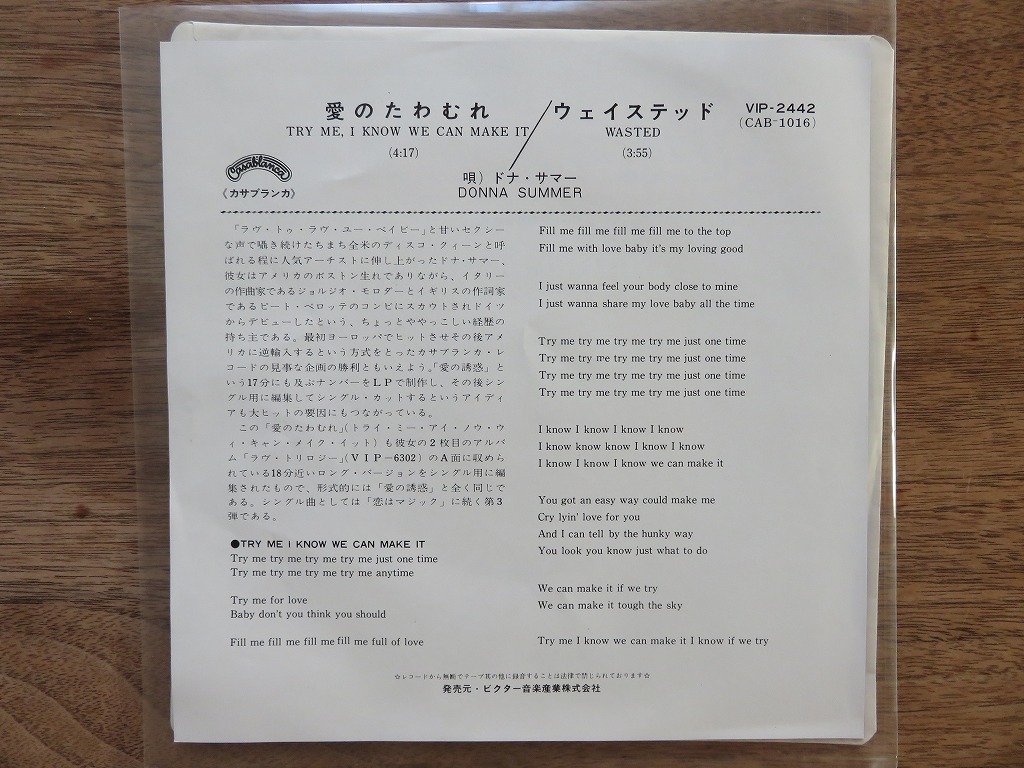 愛のたわむれ／ウェイステッド VIP-2442
TRY ME, I KNOW WE CAN MAKE IT WASTED (CAB-1016)
(4:17) (3:55)
Casablanca
《カサブランカ》
唄）ドナ・サマー
DONNA SUMMER
「ラヴ・トゥ・ラヴ・ユー・ベイビー」と甘いセクシー
な声で囁き続けたちまち全米のディスコ・クィーンと呼
ばれる程に人気アーチストに伸し上がったドナ・サマー、
彼女はアメリカのボストン生れでありながら、イタリー
の作曲家であるジョルジオ・モロダーとイギリスの作詞家
であるピート・ベロッテのコンビにスカウトされドイツ
からデビューしたという、ちょっとややっこしい経歴の
持ち主である。最初ヨーロッパでヒットさせその後アメ
リカに逆輸入するという方式をとったカサブランカ・レ
コードの見事な企画の勝利ともいえよう。「愛の誘惑」と
いう17分にも及ぶナンバーをＬＰで制作し、その後シン
グル用に編集してシングル・カットするというアイディ
アも大ヒットの要因にもつながっている。
この「愛のたわむれ」(トライ・ミー・アイ・ノウ・ウ
ィ・キャン・メイク・イット)も彼女の２枚目のアルバ
ム「ラヴ・トリロジー」(ＶＩＰ－6302)のＡ面に収めら
れている18分近いロング・バージョンをシングル用に編
集されたもので、形式的には「愛の誘惑」と全く同じで
ある。シングル曲としては「恋はマジック」に続く第３
弾である。
●TRY ME I KNOW WE CAN MAKE IT
Try me try me try me try me just one time
Try me try me try me try me anytime
Try me for love
Baby don't you think you should
Fill me fill me fill me fill me full of love
Fill me fill me fill me fill me to the top
Fill me with love baby it's my loving good
I just wanna feel your body close to mine
I just wanna share my love baby all the time
Try me try me try me try me just one time
Try me try me try me try me just one time
Try me try me try me try me just one time
Try me try me try me try me just one time
I know I know I know I know
I know know know I know I know
I know I know I know we can make it
You got an easy way could make me
Cry lyin' love for you
And I can tell by the hunky way
You look you know just what to do
We can make it if we try
We can make it tough the sky
Try me I know we can make it I know if we try
☆レコードから無断でテープ其の他に録音することは法律で禁じられております☆
発売元・ビクター音楽産業株式会社